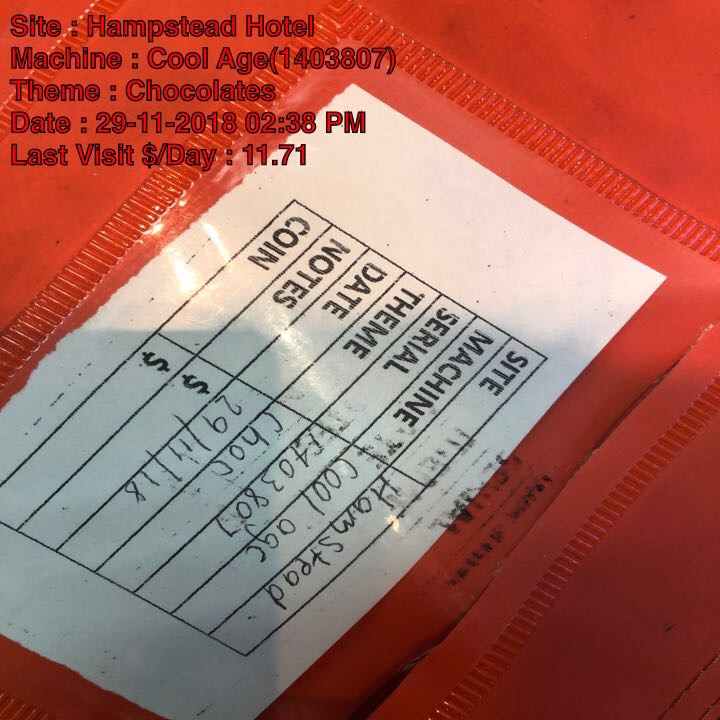 Site : Hampstead Hotel
Machine : Cool Age(1403807)
Theme : Chocolates
Date : 29-11-2018 02:38 PM
Last Visit $/Day : 11.71
SITE Hamstead
MACHINE Cool age
SERIAL 1403807
THEME Choc
DATE 29/11/18
NOTES $
COIN $